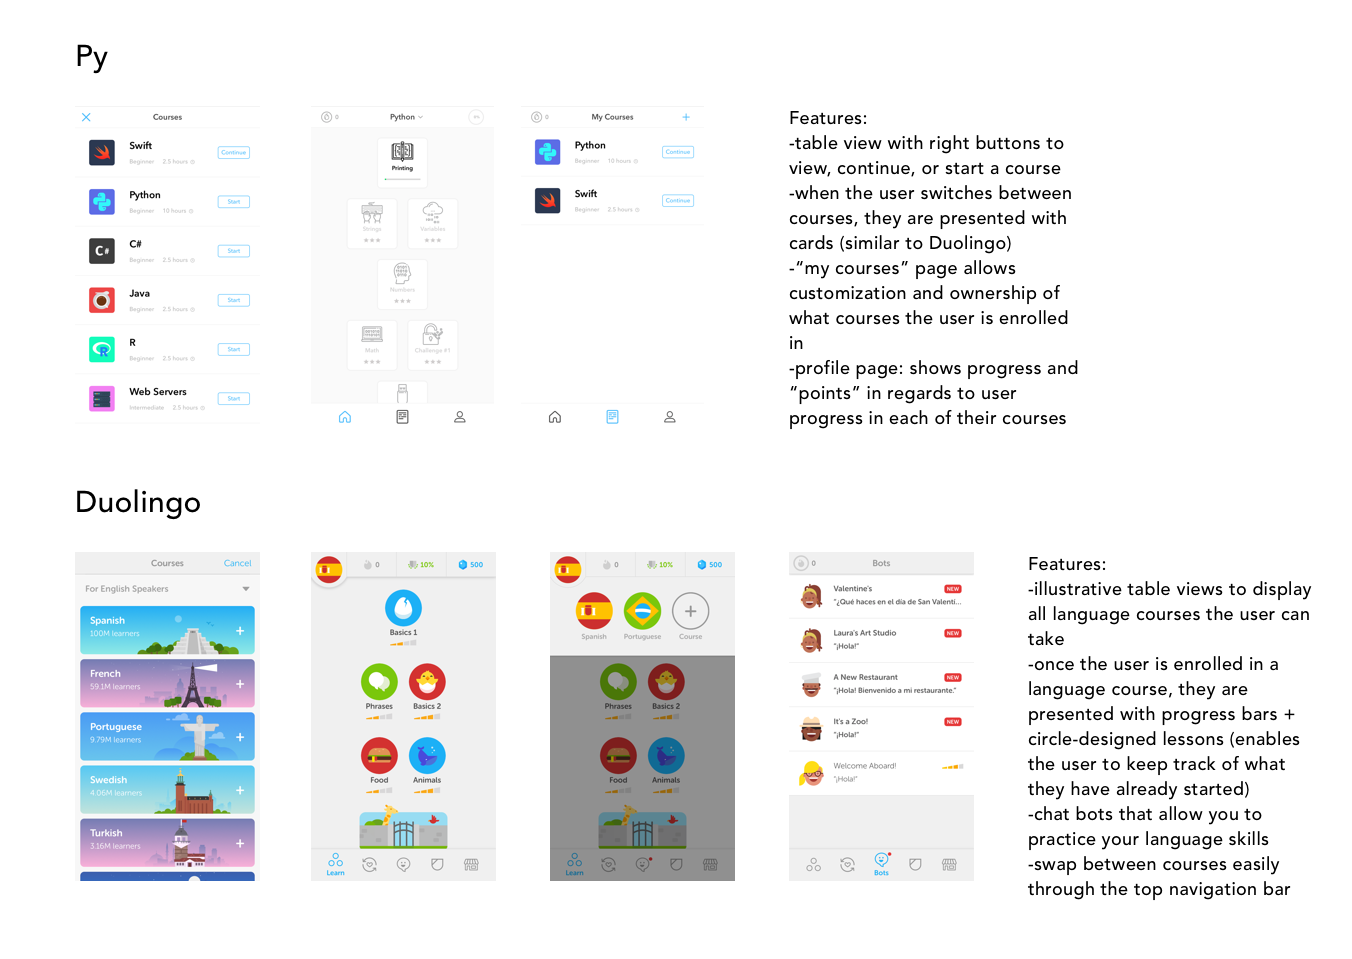 Py
Courses
Swift
Beginner 2.5 hours
Continue
Python
Beginner 10 hours
Start
C#
C#
Beginner 2.5 hours
Start
Java
Beginner 2.5 hours
Start
R
R
Beginner 2.5 hours
Start
Web Servers
Intermediate 2.5 hours
Start
0 Python
Printing
Strings Variables
Numbers
Math Challenge #1
0 My Courses +
Python
Beginner 10 hours
Continue
Swift
Beginner 2.5 hours
Continue
Features:
-table view with right buttons to
view, continue, or start a course
-when the user switches between
courses, they are presented with
cards (similar to Duolingo)
-“my courses” page allows
customization and ownership of
what courses the user is enrolled
in
-profile page: shows progress and
“points” in regards to user
progress in each of their courses
Duolingo
Courses Cancel
For English Speakers
Spanish
100M learners
+
French
59.1M learners
+
Portuguese
9.79M learners
+
Swedish
4.06M learners
+
Turkish
3.16M learners
+
0 10% 500
Basics 1
Phrases Basics 2
Food Animals
Learn
0 10% 500
Spanish Portuguese Course
Phrases Basics 2
Food Animals
Learn
0 Bots
Valentine's NEW
"¿Qué haces en el día de San Valenti...
Laura's Art Studio NEW
"¡Hola!"
A New Restaurant NEW
"¡Hola! Bienvenido a mi restaurante."
It's a Zoo! NEW
"¡Hola!"
Welcome Aboard!
"¡Hola!"
Bots
Features:
-illustrative table views to display
all language courses the user can
take
-once the user is enrolled in a
language course, they are
presented with progress bars +
circle-designed lessons (enables
the user to keep track of what
they have already started)
-chat bots that allow you to
practice your language skills
-swap between courses easily
through the top navigation bar